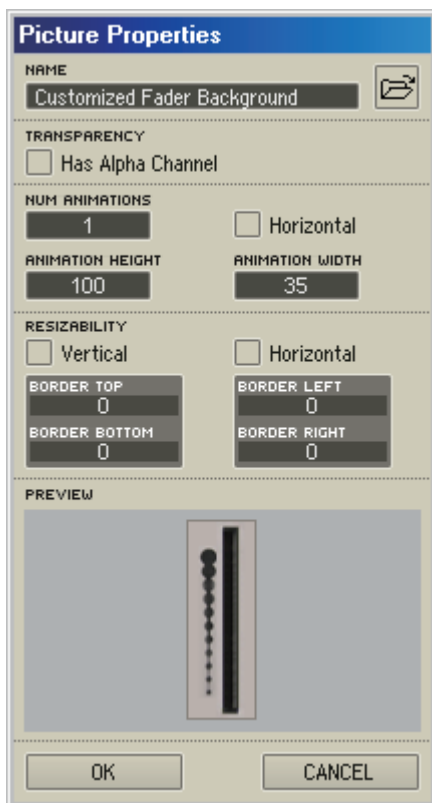 Picture Properties
NAME
Customized Fader Background
TRANSPARENCY
Has Alpha Channel
NUM ANIMATIONS
1
Horizontal
ANIMATION HEIGHT
ANIMATION WIDTH
100
35
RESIZABILITY
Vertical
Horizontal
BORDER TOP
0
BORDER LEFT
0
BORDER BOTTOM
0
BORDER RIGHT
0
PREVIEW
OK
CANCEL